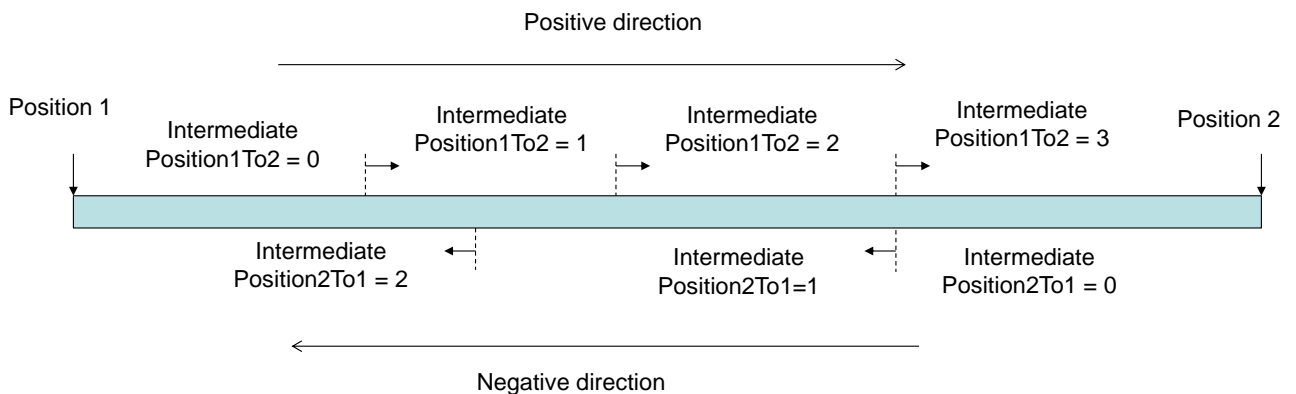 Positive direction
Position 1
Intermediate
Position1To2 = 0
Intermediate
Position1To2 = 1
Intermediate
Position1To2 = 2
Intermediate
Position1To2 = 3
Position 2
Intermediate
Position2To1 = 2
Intermediate
Position2To1=1
Intermediate
Position2To1 = 0
Negative direction